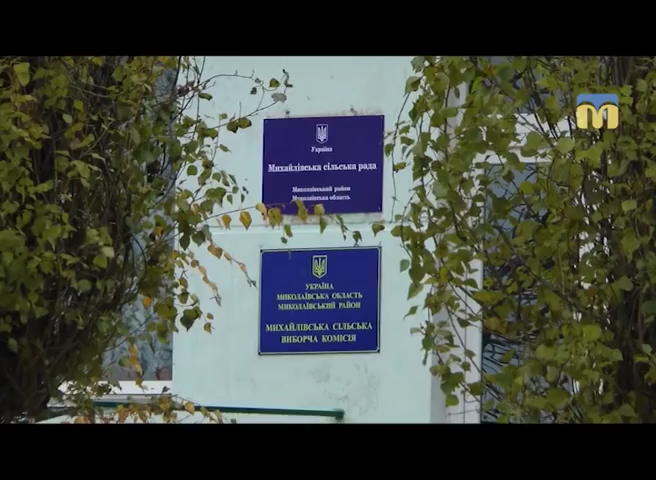 Україна
Михайлівська сільська рада
Миколаївський район
Миколаївська область
УКРАЇНА
МИКОЛАЇВСЬКА ОБЛАСТЬ
МИКОЛАЇВСЬКИЙ РАЙОН
МИХАЙЛІВСЬКА СІЛЬСЬКА
ВИБОРЧА КОМІСІЯ
m